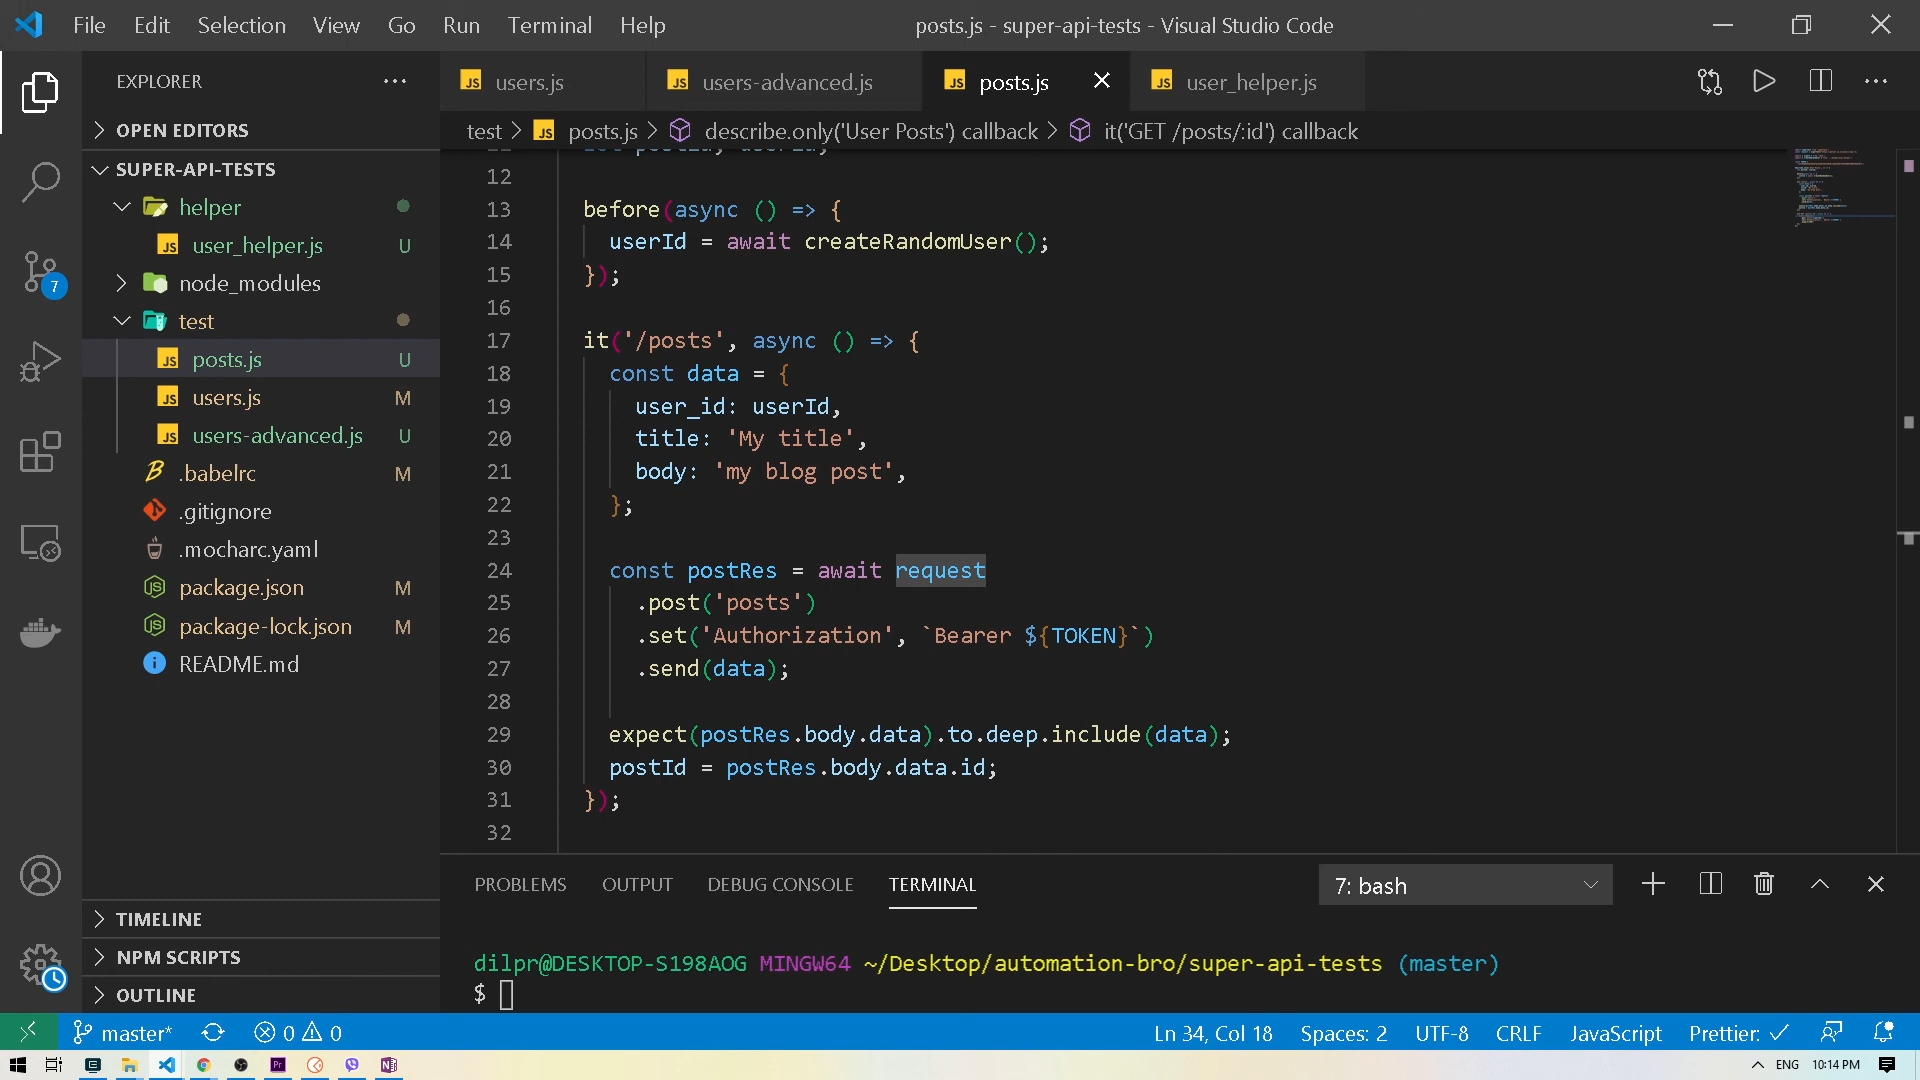 File Edit Selection View Go Run Terminal Help
posts.js - super-api-tests - Visual Studio Code
EXPLORER
OPEN EDITORS
SUPER-API-TESTS
helper
user_helper.js U
node_modules
test
posts.js U
users.js M
users-advanced.js U
.babelrc M
.gitignore
.mocharc.yaml
package.json M
package-lock.json M
README.md
TIMELINE
NPM SCRIPTS
OUTLINE
7
JS users.js
JS users-advanced.js
JS posts.js
JS user_helper.js
test > JS posts.js > describe.only('User Posts') callback > it('GET /posts/:id') callback
12
13 before(async () => {
14 userId = await createRandomUser();
15 });
16
17 it('/posts', async () => {
18 const data = {
19 user_id: userId,
20 title: 'My title',
21 body: 'my blog post',
22 };
23
24 const postRes = await request
25 .post('posts')
26 .set('Authorization', `Bearer ${TOKEN}`)
27 .send(data);
28
29 expect(postRes.body.data).to.deep.include(data);
30 postId = postRes.body.data.id;
31 });
32
PROBLEMS OUTPUT DEBUG CONSOLE TERMINAL
7: bash
dilpr@DESKTOP-S198AOG MINGW64 ~/Desktop/automation-bro/super-api-tests (master)
$
master* 0 0
Ln 34, Col 18 Spaces: 2 UTF-8 CRLF JavaScript Prettier: ✓
ENG 10:14 PM